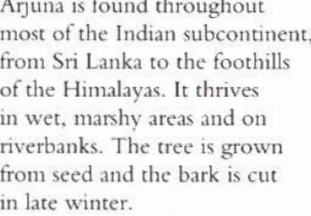 Arjuna is found throughout
most of the Indian subcontinent,
from Sri Lanka to the foothills
of the Himalayas. It thrives
in wet, marshy areas and on
riverbanks. The tree is grown
from seed and the bark is cut
in late winter.